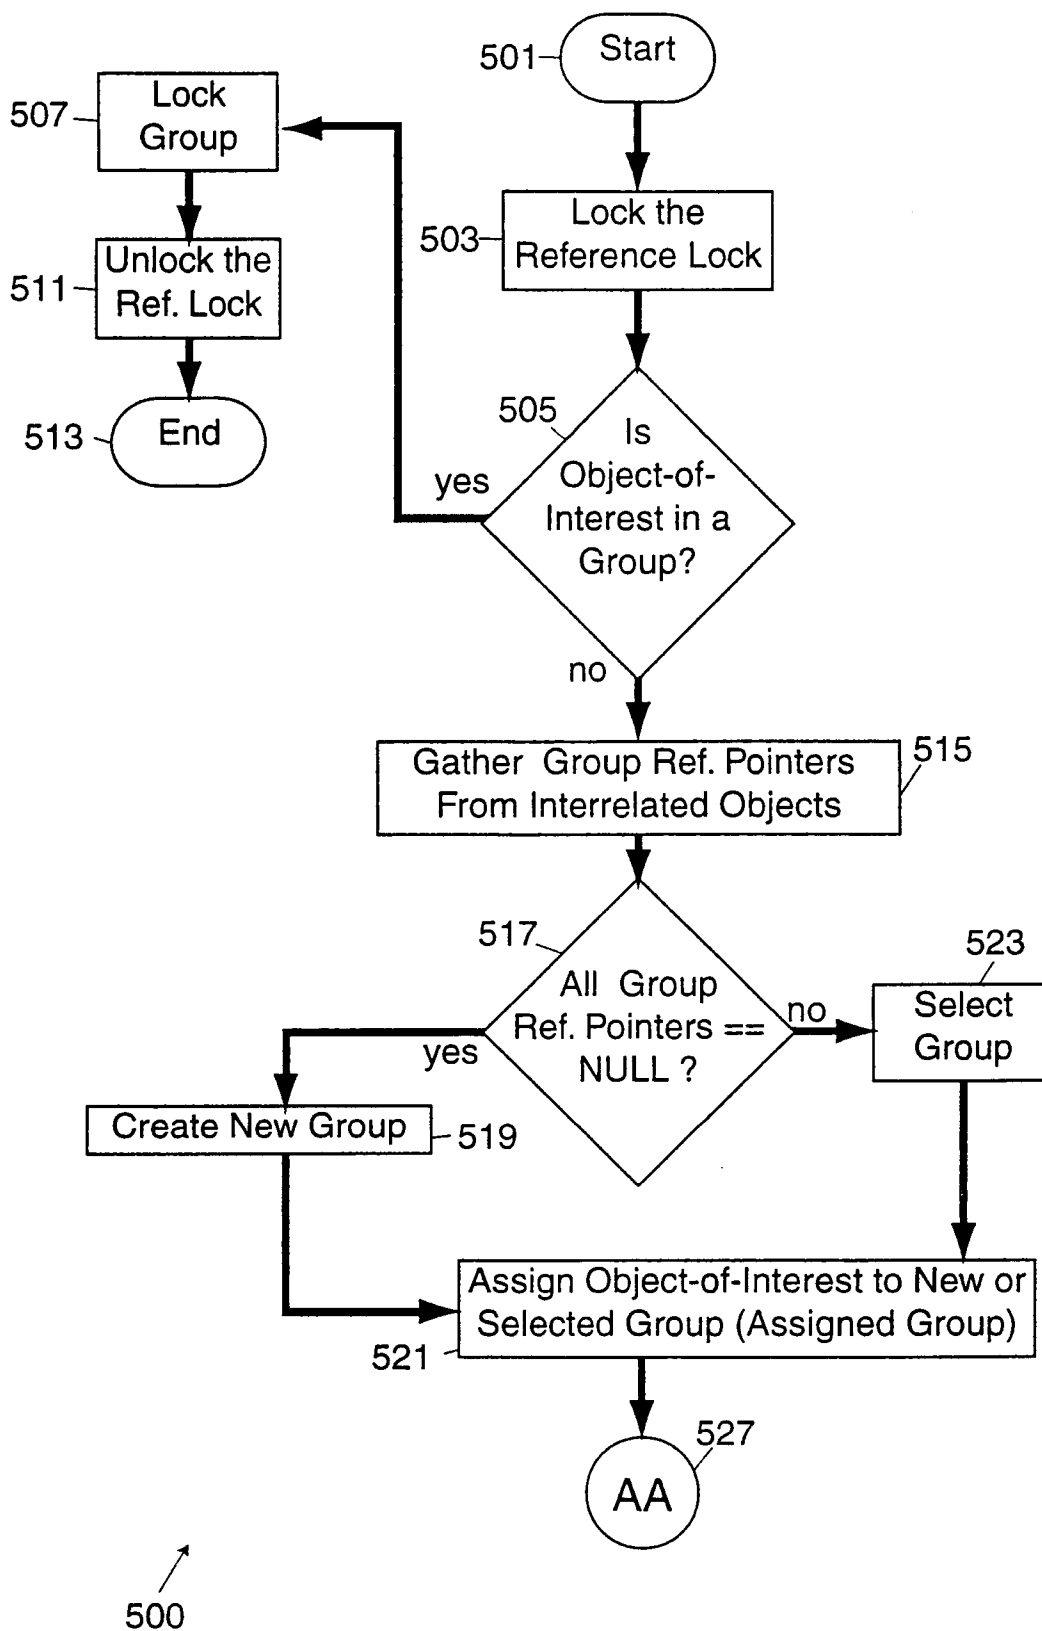 501
Start
507
Lock
Group
503
Lock the
Reference Lock
511
Unlock the
Ref. Lock
513
End
505
Is
Object-of-
Interest in a
Group?
yes
no
Gather Group Ref. Pointers
From Interrelated Objects
515
517
All Group
Ref. Pointers ==
NULL ?
no
yes
523
Select
Group
Create New Group
519
Assign Object-of-Interest to New or
Selected Group (Assigned Group)
521
527
AA
500